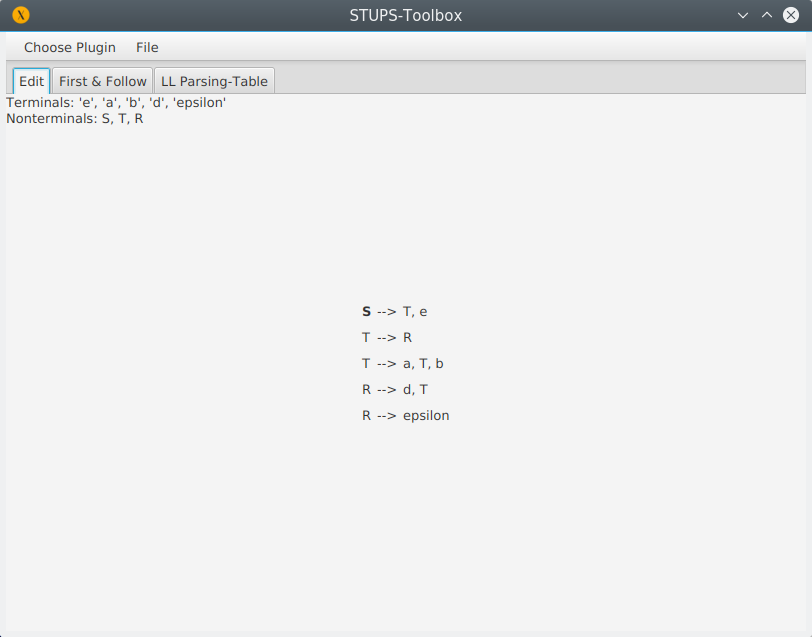 STUPS-Toolbox
Choose Plugin File
Edit First & Follow LL Parsing-Table
Terminals: 'e', 'a', 'b', 'd', 'epsilon'
Nonterminals: S, T, R
S --> T, e
T --> R
T --> a, T, b
R --> d, T
R --> epsilon